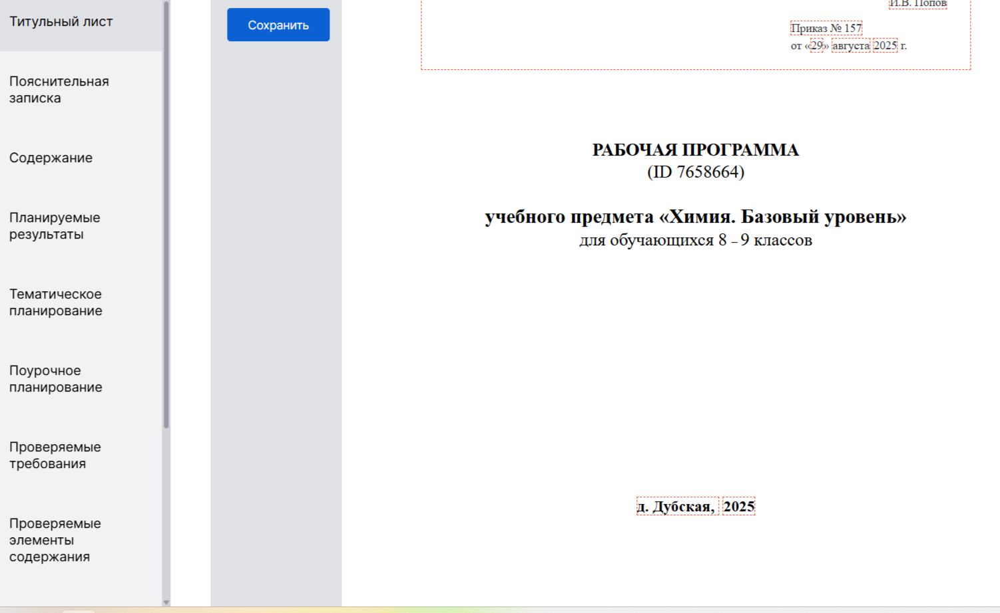 Титульный лист
Пояснительная
записка
Содержание
Планируемые
результаты
Тематическое
планирование
Поурочное
планирование
Проверяемые
требования
Проверяемые
элементы
содержания
Сохранить
И.В. Попов
Приказ № 157
от «29» августа 2025 г.
РАБОЧАЯ ПРОГРАММА
(ID 7658664)
учебного предмета «Химия. Базовый уровень»
для обучающихся 8 – 9 классов
д. Дубская, 2025